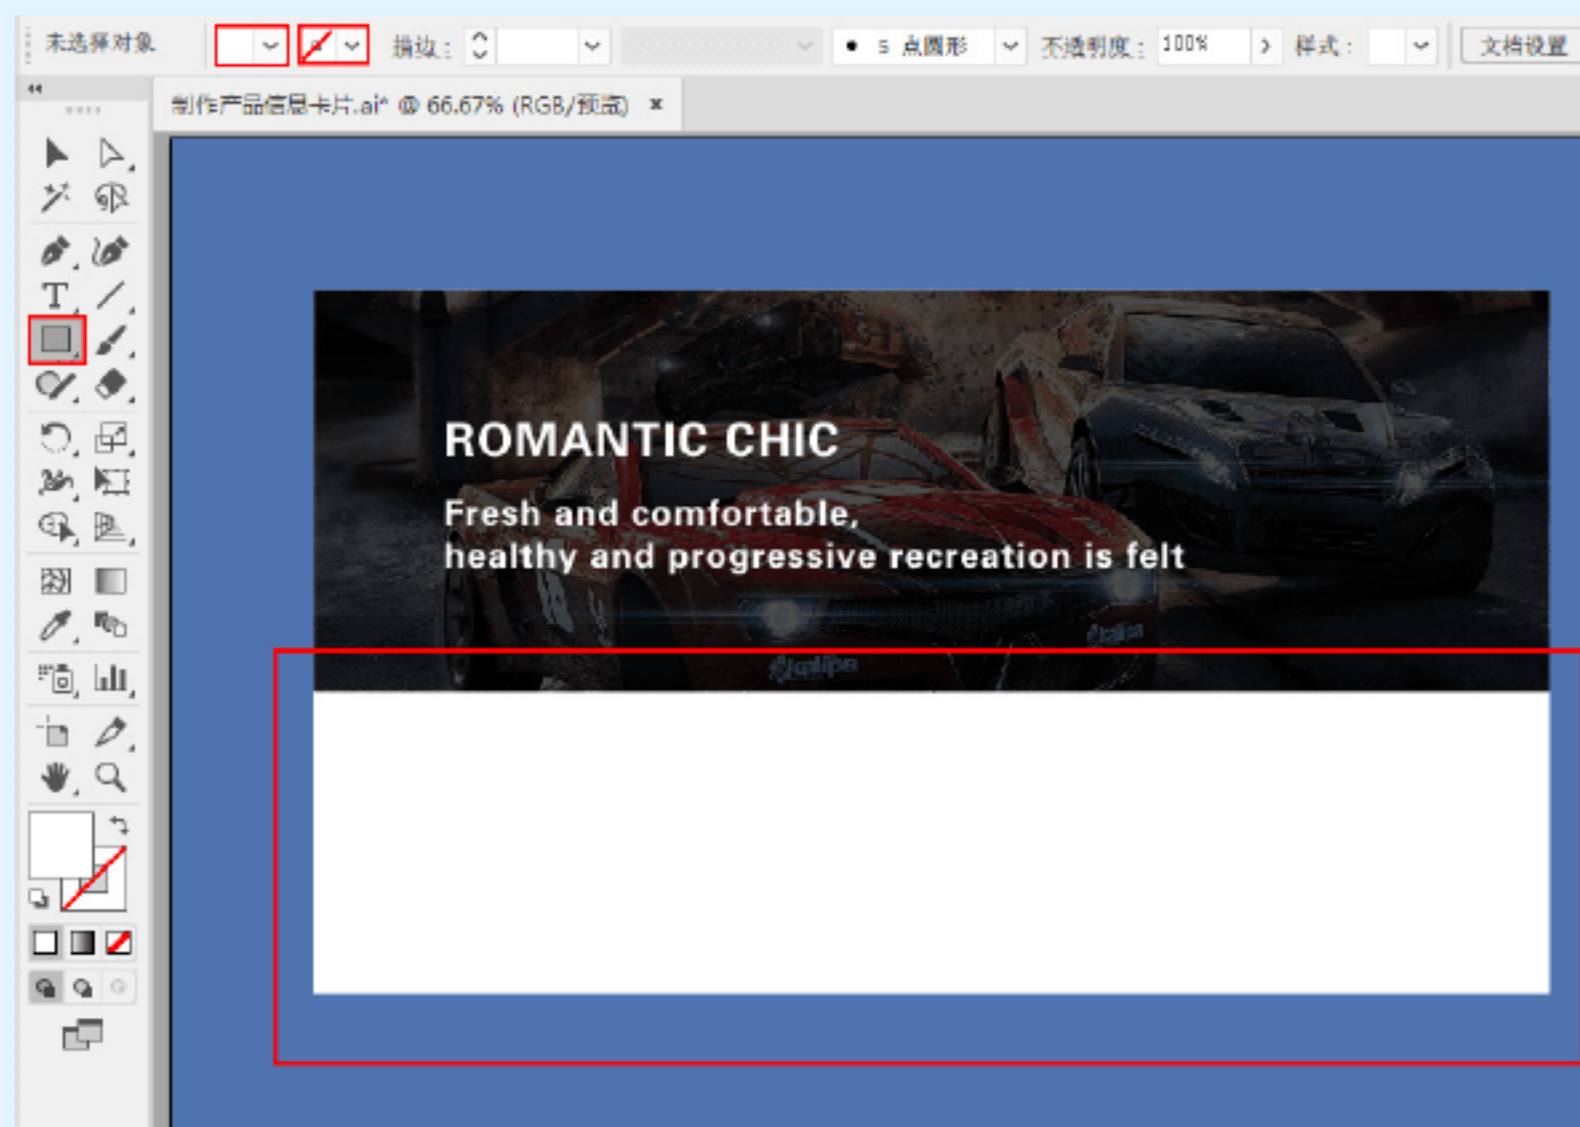 未选择对象
描边：
5 点圆形
不透明度：
100%
样式：
文档设置
制作产品信息卡片.ai* @ 66.67% (RGB/预览)
ROMANTIC CHIC
Fresh and comfortable,
healthy and progressive recreation is felt